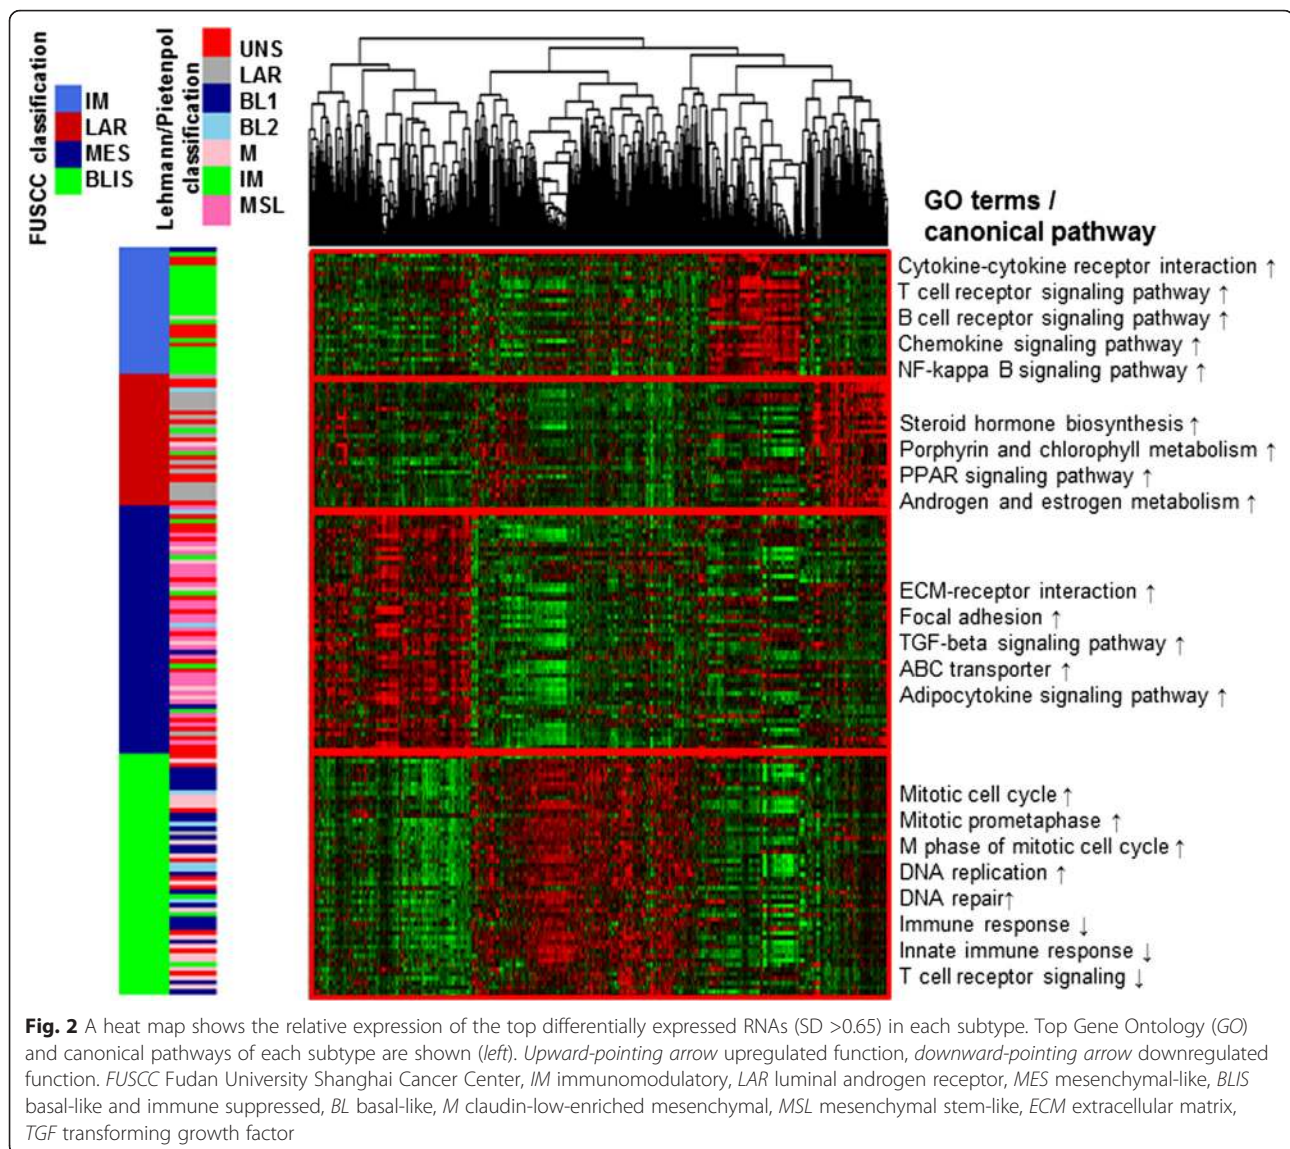 FUSCC classification
IM
LAR
MES
BLIS
Lehmann/Pietenpol
classification
UNS
LAR
BL1
BL2
M
IM
MSL
GO terms /
canonical pathway
Cytokine-cytokine receptor interaction ↑
T cell receptor signaling pathway ↑
B cell receptor signaling pathway ↑
Chemokine signaling pathway ↑
NF-kappa B signaling pathway ↑
Steroid hormone biosynthesis ↑
Porphyrin and chlorophyll metabolism ↑
PPAR signaling pathway ↑
Androgen and estrogen metabolism ↑
ECM-receptor interaction ↑
Focal adhesion ↑
TGF-beta signaling pathway ↑
ABC transporter ↑
Adipocytokine signaling pathway ↑
Mitotic cell cycle ↑
Mitotic prometaphase ↑
M phase of mitotic cell cycle ↑
DNA replication ↑
DNA repair↑
Immune response ↓
Innate immune response ↓
T cell receptor signaling ↓
Fig. 2 A heat map shows the relative expression of the top differentially expressed RNAs (SD >0.65) in each subtype. Top Gene Ontology (GO)
and canonical pathways of each subtype are shown (left). Upward-pointing arrow upregulated function, downward-pointing arrow downregulated
function. FUSCC Fudan University Shanghai Cancer Center, IM immunomodulatory, LAR luminal androgen receptor, MES mesenchymal-like, BLIS
basal-like and immune suppressed, BL basal-like, M claudin-low-enriched mesenchymal, MSL mesenchymal stem-like, ECM extracellular matrix,
TGF transforming growth factor